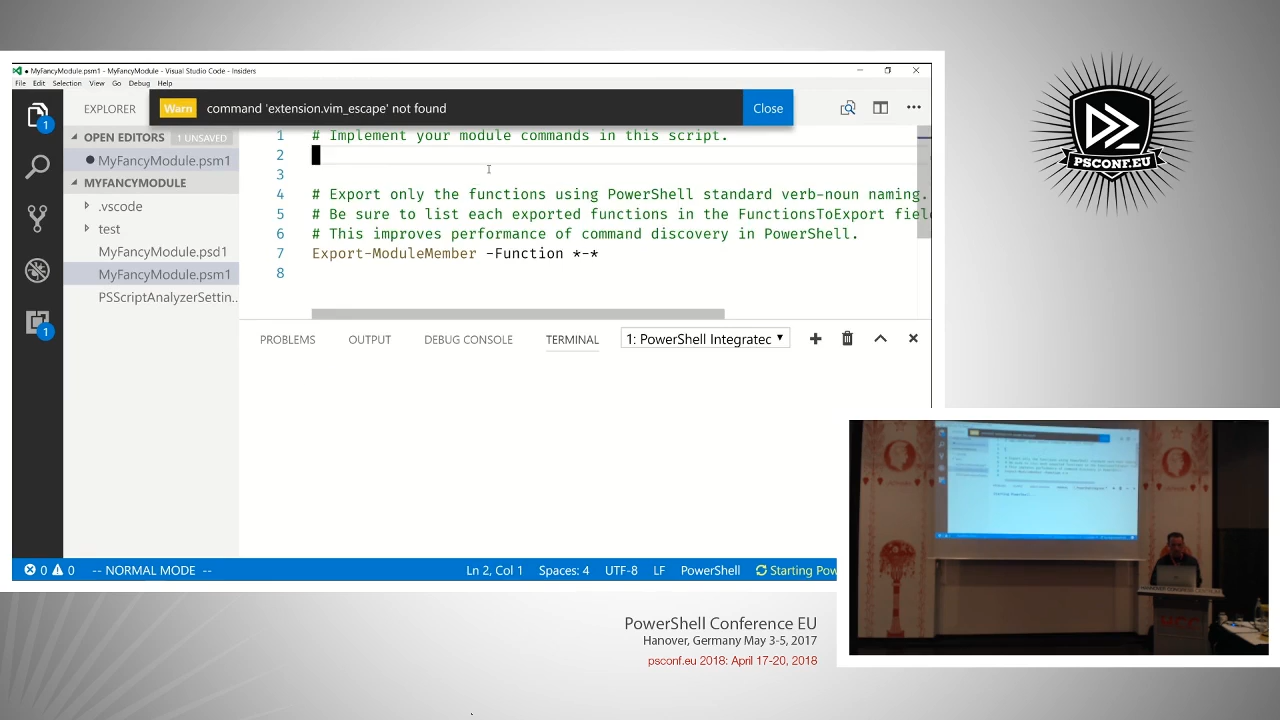 MyFancyModule.psm1 - MyFancyModule - Visual Studio Code - Insiders
File Edit Selection View Go Debug Help
EXPLORER
Warn command 'extension.vim_escape' not found Close
1
OPEN EDITORS 1 UNSAVED
MyFancyModule.psm1
MYFANCYMODULE
.vscode
test
MyFancyModule.psd1
MyFancyModule.psm1
PSScriptAnalyzerSettin..
1
1 # Implement your module commands in this script.
2
3
4 # Export only the functions using PowerShell standard verb-noun naming.
5 # Be sure to list each exported functions in the FunctionsToExport fiel
6 # This improves performance of command discovery in PowerShell.
7 Export-ModuleMember -Function *-*
8
PROBLEMS OUTPUT DEBUG CONSOLE TERMINAL 1: PowerShell Integratec
0 0 -- NORMAL MODE -- Ln 2, Col 1 Spaces: 4 UTF-8 LF PowerShell Starting Pow
PSCONF.EU
PowerShell Conference EU
Hanover, Germany May 3-5, 2017
psconf.eu 2018: April 17-20, 2018